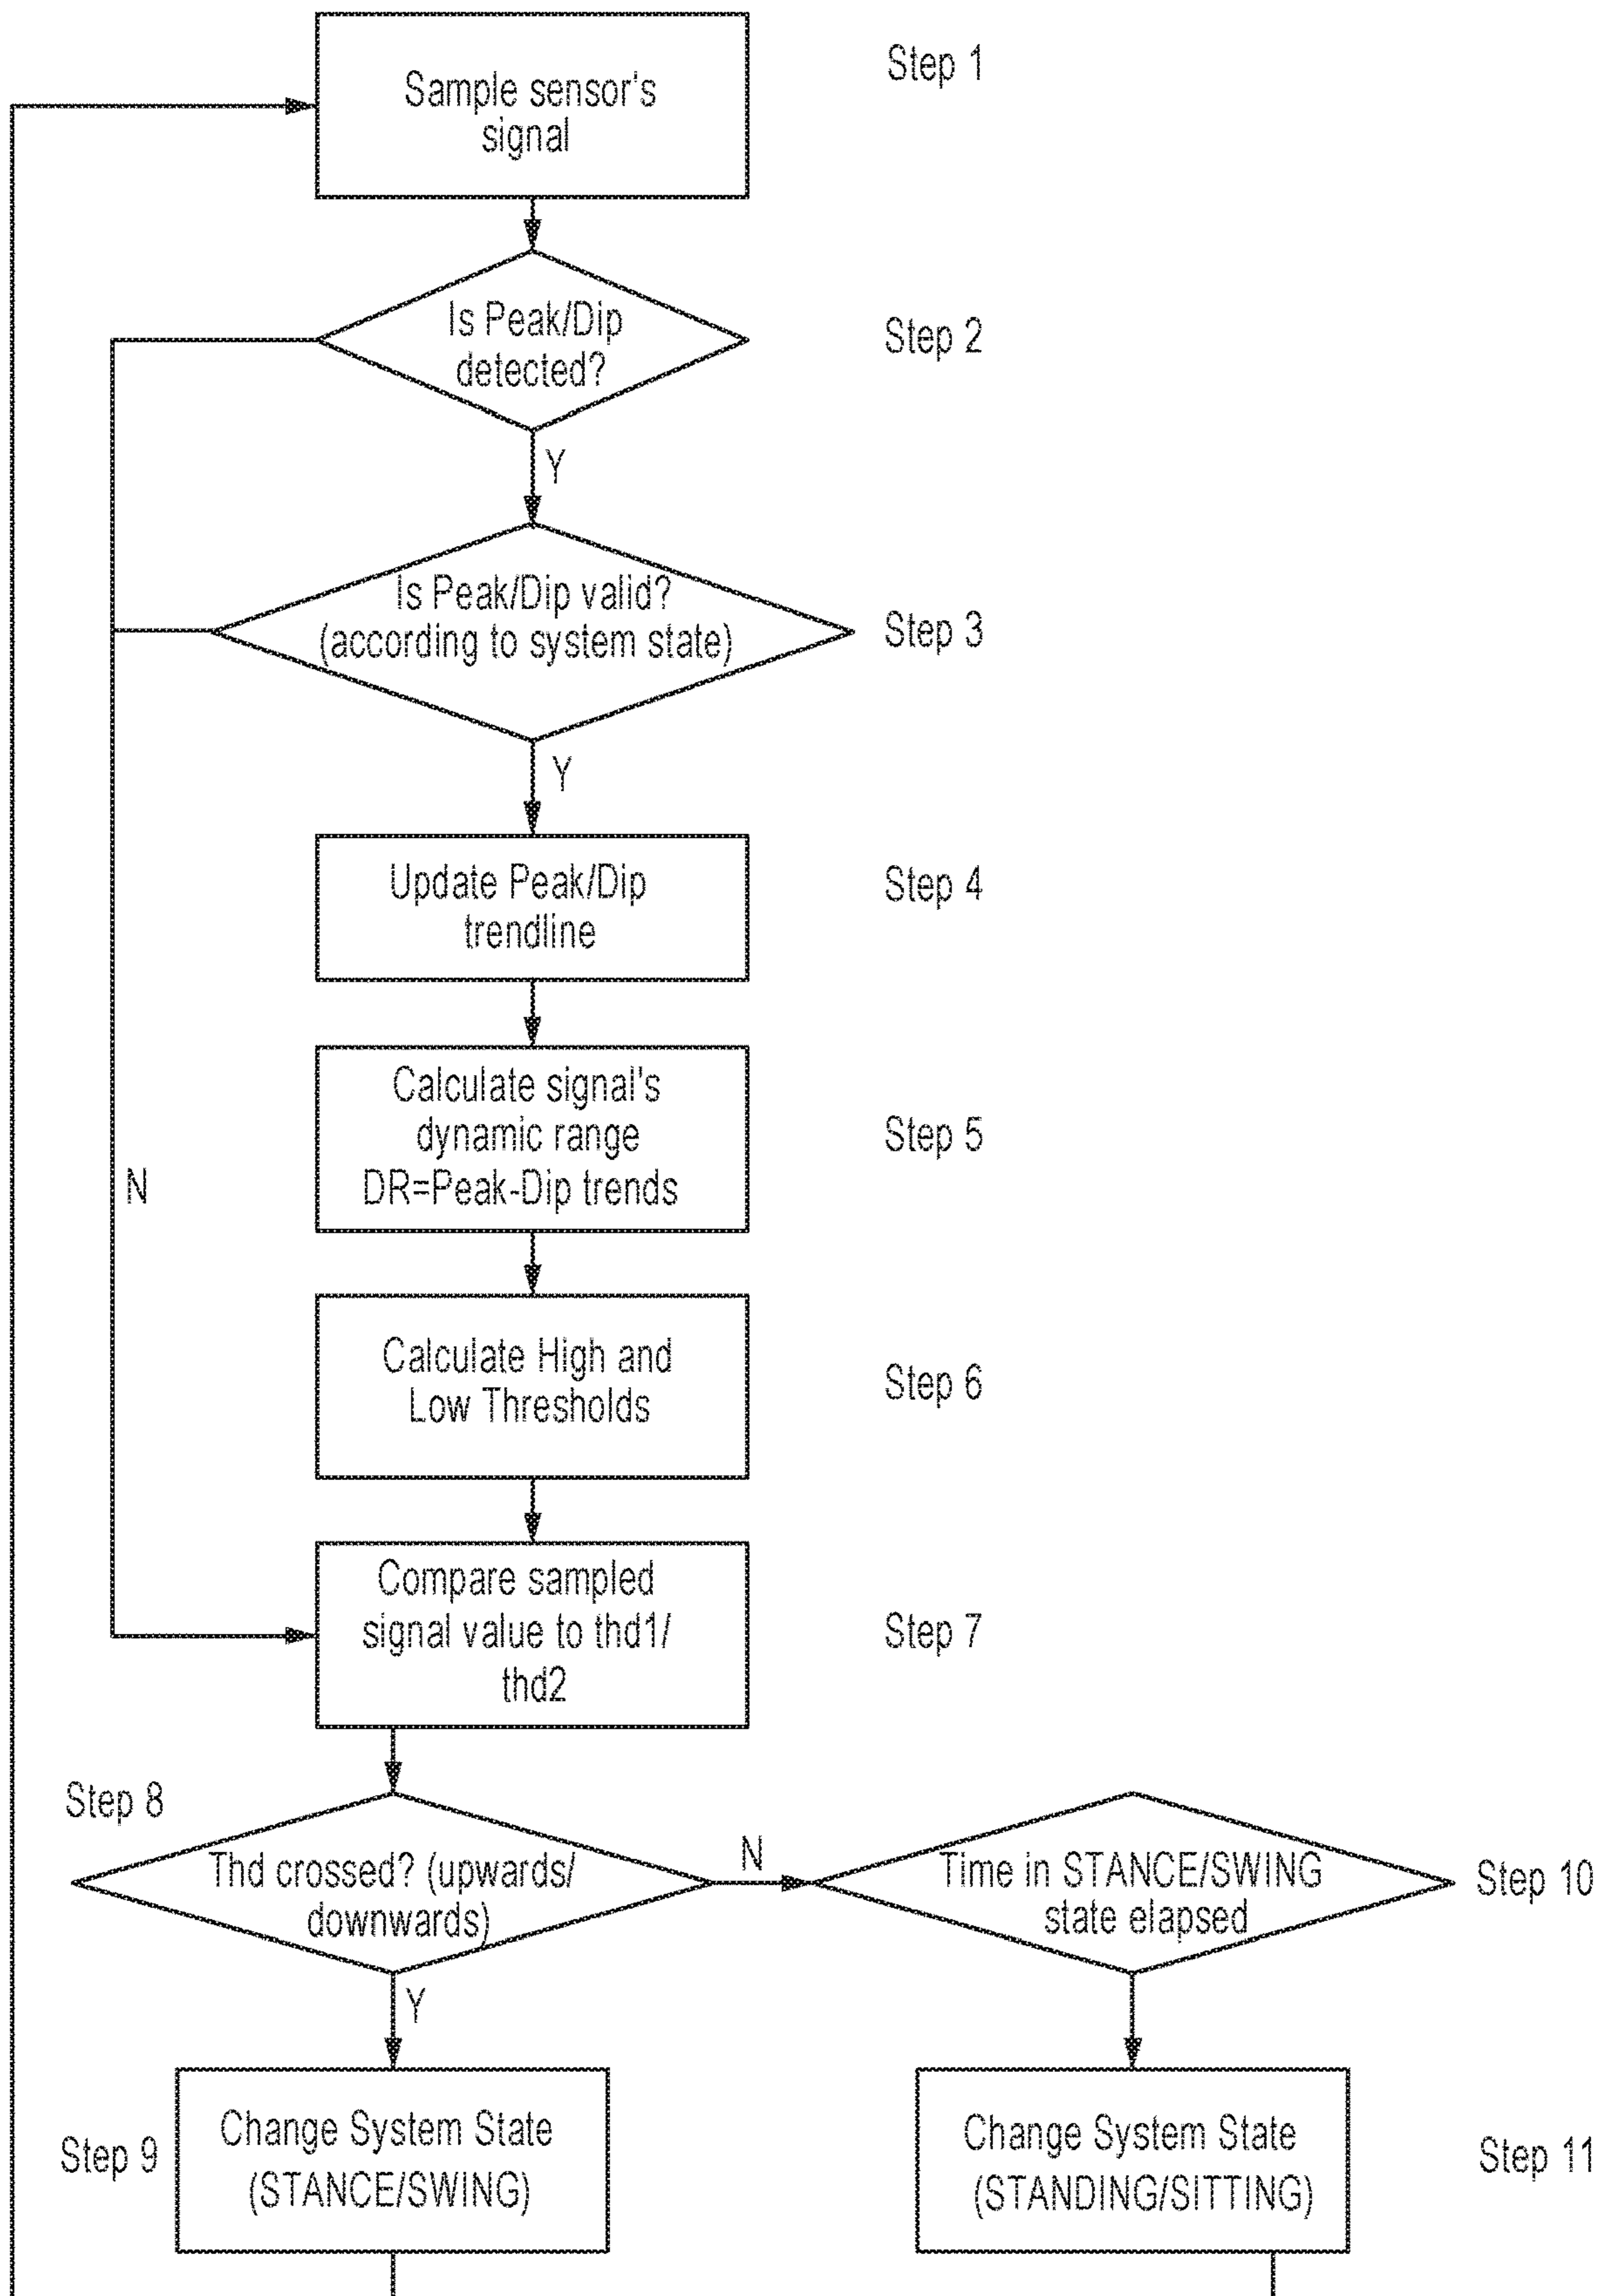 Step 1
Sample sensor's
signal
Is Peak/Dip
detected?
Step 2
Y
Is Peak/Dip valid?
(according to system state)
Step 3
Y
Update Peak/Dip
trendline
Step 4
Calculate signal's
dynamic range
DR=Peak-Dip trends
Step 5
N
Calculate High and
Low Thresholds
Step 6
Compare sampled
signal value to thd1/
thd2
Step 7
Step 8
Thd crossed? (upwards/
downwards)
N
Time in STANCE/SWING
state elapsed
Step 10
Y
Step 9
Change System State
(STANCE/SWING)
Change System State
(STANDING/SITTING)
Step 11